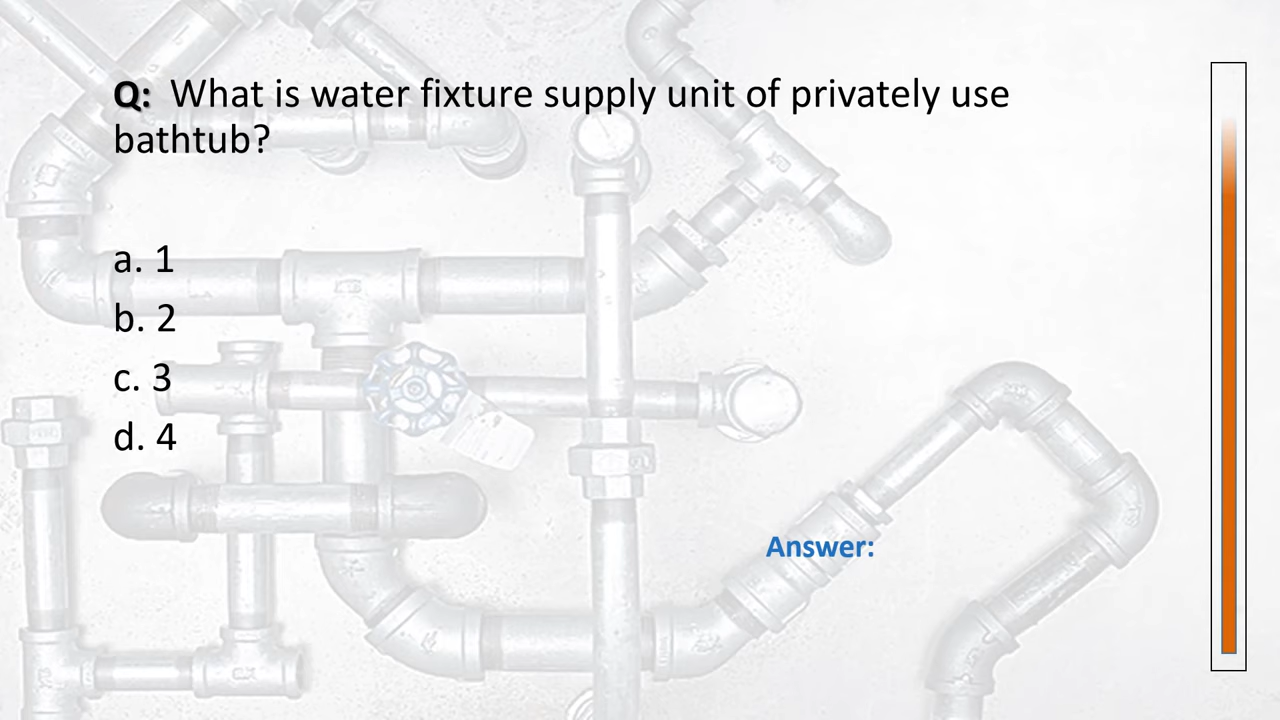 Q: What is water fixture supply unit of privately use
bathtub?
a. 1
b. 2
c. 3
d. 4
Answer: